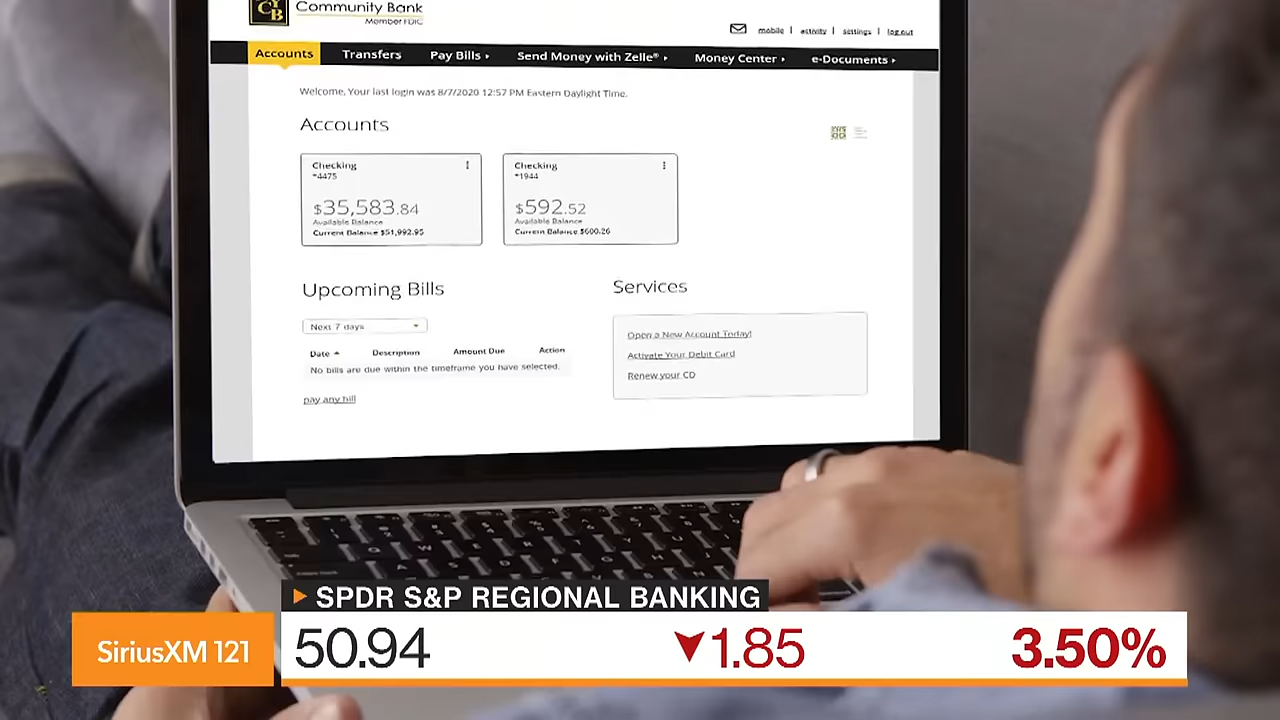 CYB
Community Bank
Member FDIC
mobile | activity | settings | log out
Accounts Transfers Pay Bills Send Money with Zelle® Money Center e-Documents
Welcome, Your last login was 8/7/2020 12:57 PM Eastern Daylight Time.
Accounts
Checking
*4475
$35,583.84
Available Balance
Current Balance $51,992.95
Checking
*1944
$592.52
Available Balance
Current Balance $600.26
Upcoming Bills
Next 7 days
Date Description Amount Due Action
No bills are due within the timeframe you have selected.
pay any bill
Services
Open a New Account Today!
Activate Your Debit Card
Renew your CD
SPDR S&P REGIONAL BANKING
SiriusXM 121
50.94 ▼1.85 3.50%